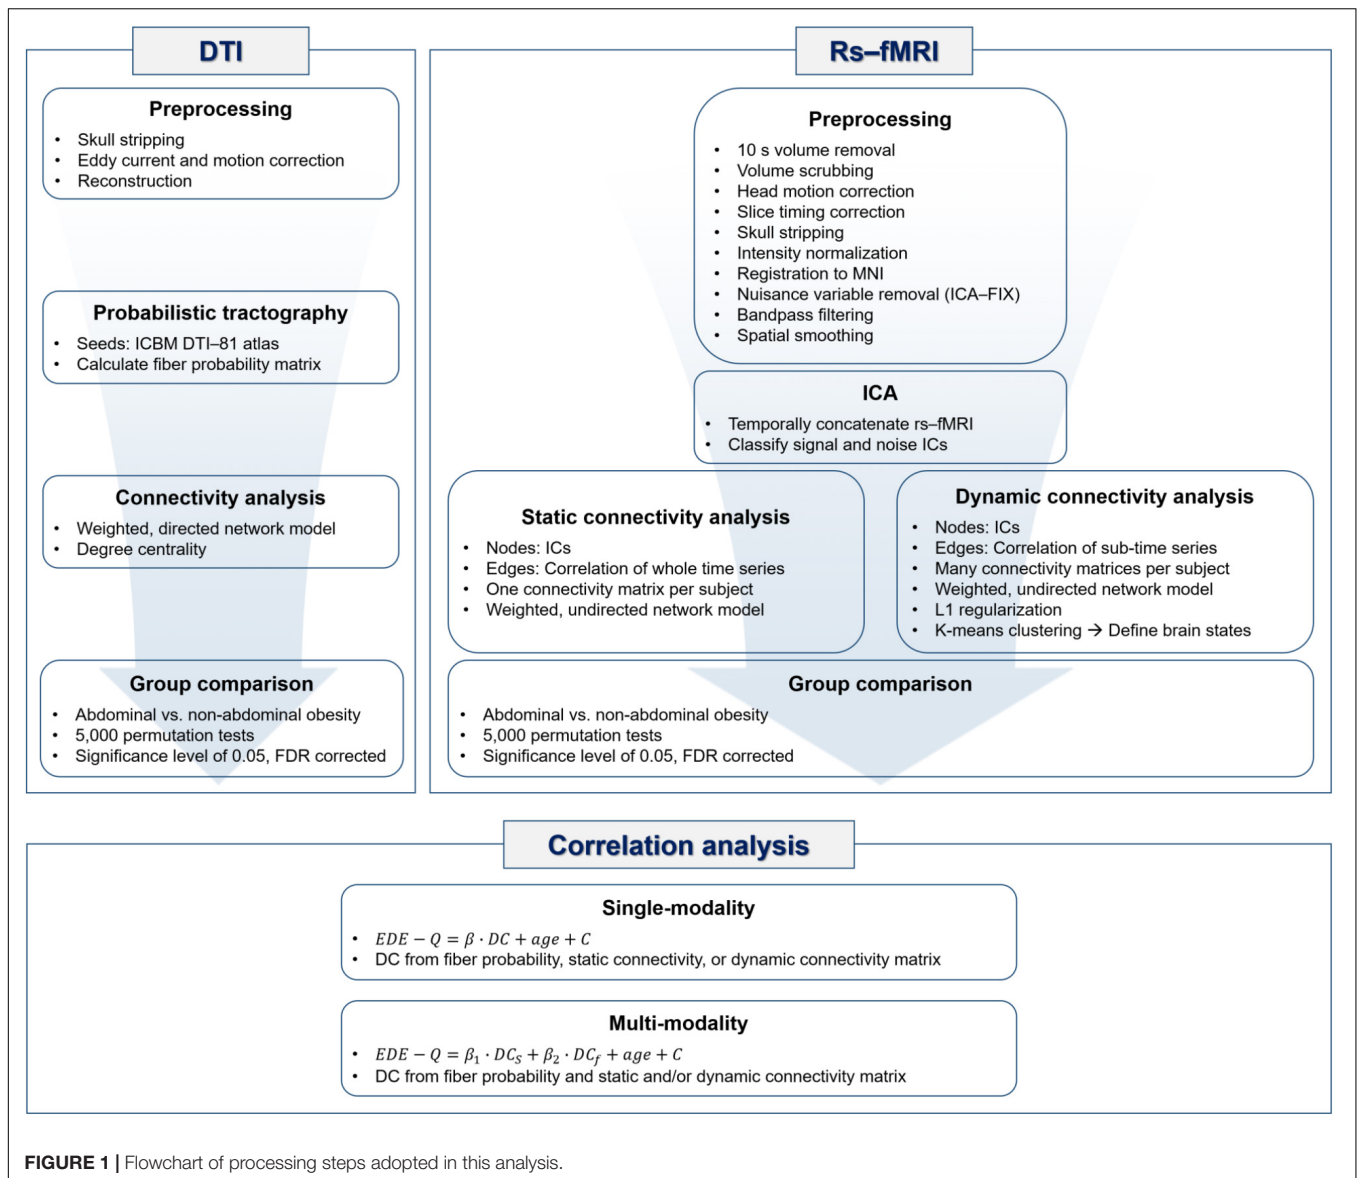 DTI
Preprocessing
• Skull stripping
• Eddy current and motion correction
• Reconstruction
Probabilistic tractography
• Seeds: ICBM DTI–81 atlas
• Calculate fiber probability matrix
Connectivity analysis
• Weighted, directed network model
• Degree centrality
Group comparison
• Abdominal vs. non-abdominal obesity
• 5,000 permutation tests
• Significance level of 0.05, FDR corrected
Rs–fMRI
Preprocessing
• 10 s volume removal
• Volume scrubbing
• Head motion correction
• Slice timing correction
• Skull stripping
• Intensity normalization
• Registration to MNI
• Nuisance variable removal (ICA–FIX)
• Bandpass filtering
• Spatial smoothing
ICA
• Temporally concatenate rs–fMRI
• Classify signal and noise ICs
Static connectivity analysis
• Nodes: ICs
• Edges: Correlation of whole time series
• One connectivity matrix per subject
• Weighted, undirected network model
Dynamic connectivity analysis
• Nodes: ICs
• Edges: Correlation of sub-time series
• Many connectivity matrices per subject
• Weighted, undirected network model
• L1 regularization
• K-means clustering → Define brain states
Group comparison
• Abdominal vs. non-abdominal obesity
• 5,000 permutation tests
• Significance level of 0.05, FDR corrected
Correlation analysis
Single-modality
• EDE − Q = β · DC + age + C
• DC from fiber probability, static connectivity, or dynamic connectivity matrix
Multi-modality
• EDE − Q = β₁ · DC_S + β₂ · DC_f + age + C
• DC from fiber probability and static and/or dynamic connectivity matrix
FIGURE 1 | Flowchart of processing steps adopted in this analysis.